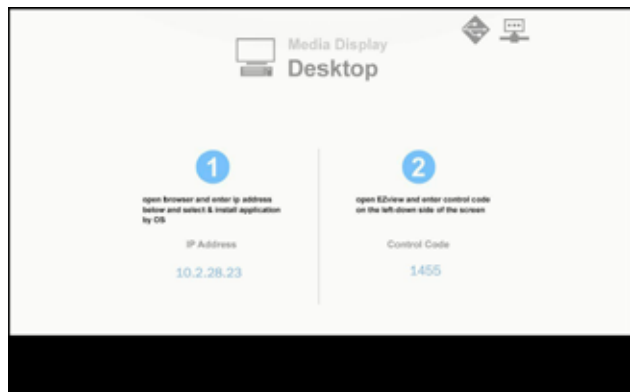 Media Display
Desktop
1
open browser and enter ip address
below and select & install application
by OS
IP Address
10.2.28.23
2
open EZview and enter control code
on the left-down side of the screen
Control Code
1455